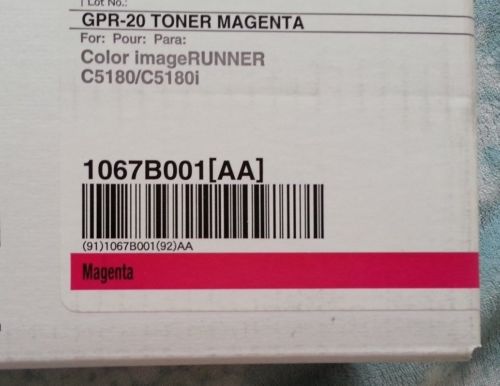 Lot No.:
GPR-20 TONER MAGENTA
For: Pour: Para:
Color imageRUNNER
C5180/C5180i
1067B001[AA]
(91)1067B001(92)AA
Magenta